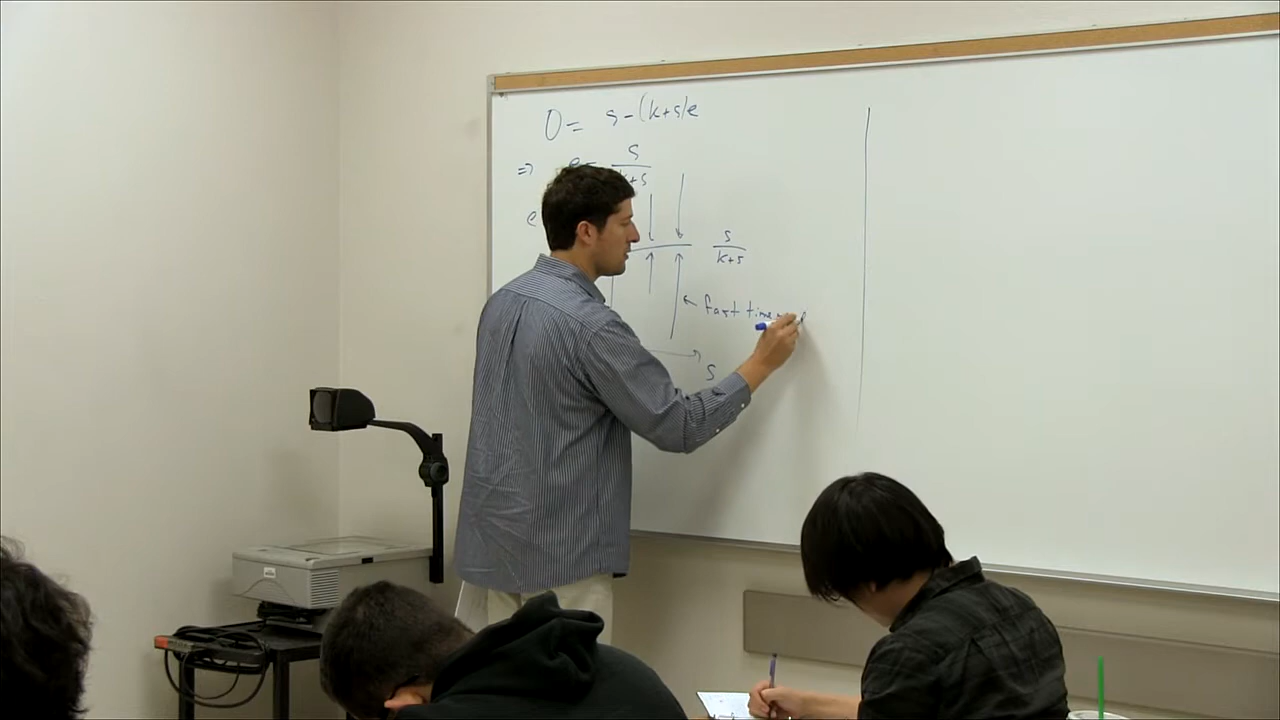 0 = s - (k+s)e
⇒ e = s
k+s
e
s
k+s
← fast time
s